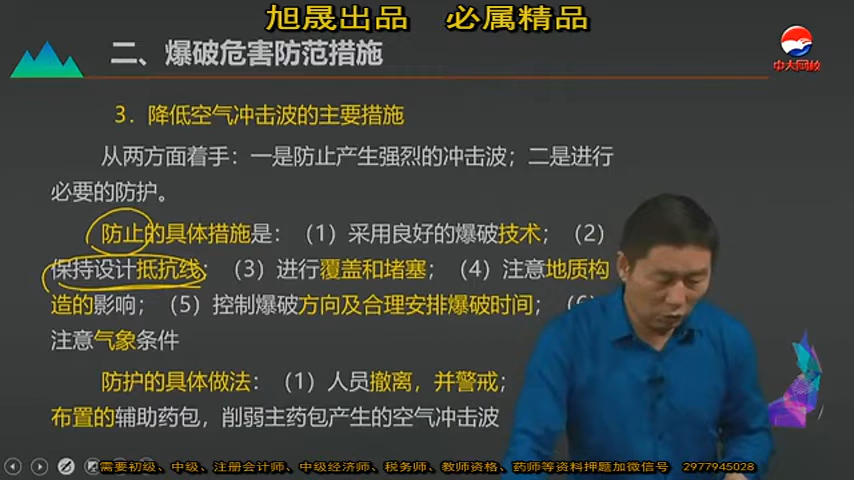 旭晟出品 必属精品
二、爆破危害防范措施
中大网校
3．降低空气冲击波的主要措施
从两方面着手：一是防止产生强烈的冲击波；二是进行
必要的防护。
防止的具体措施是：（1）采用良好的爆破技术；（2）
保持设计抵抗线；（3）进行覆盖和堵塞；（4）注意地质构
造的影响；（5）控制爆破方向及合理安排爆破时间；（6）
注意气象条件
防护的具体做法：（1）人员撤离，并警戒；
布置的辅助药包，削弱主药包产生的空气冲击波
需要初级、中级、注册会计师、中级经济师、税务师、教师资格、药师等资料押题加微信号 2977945028